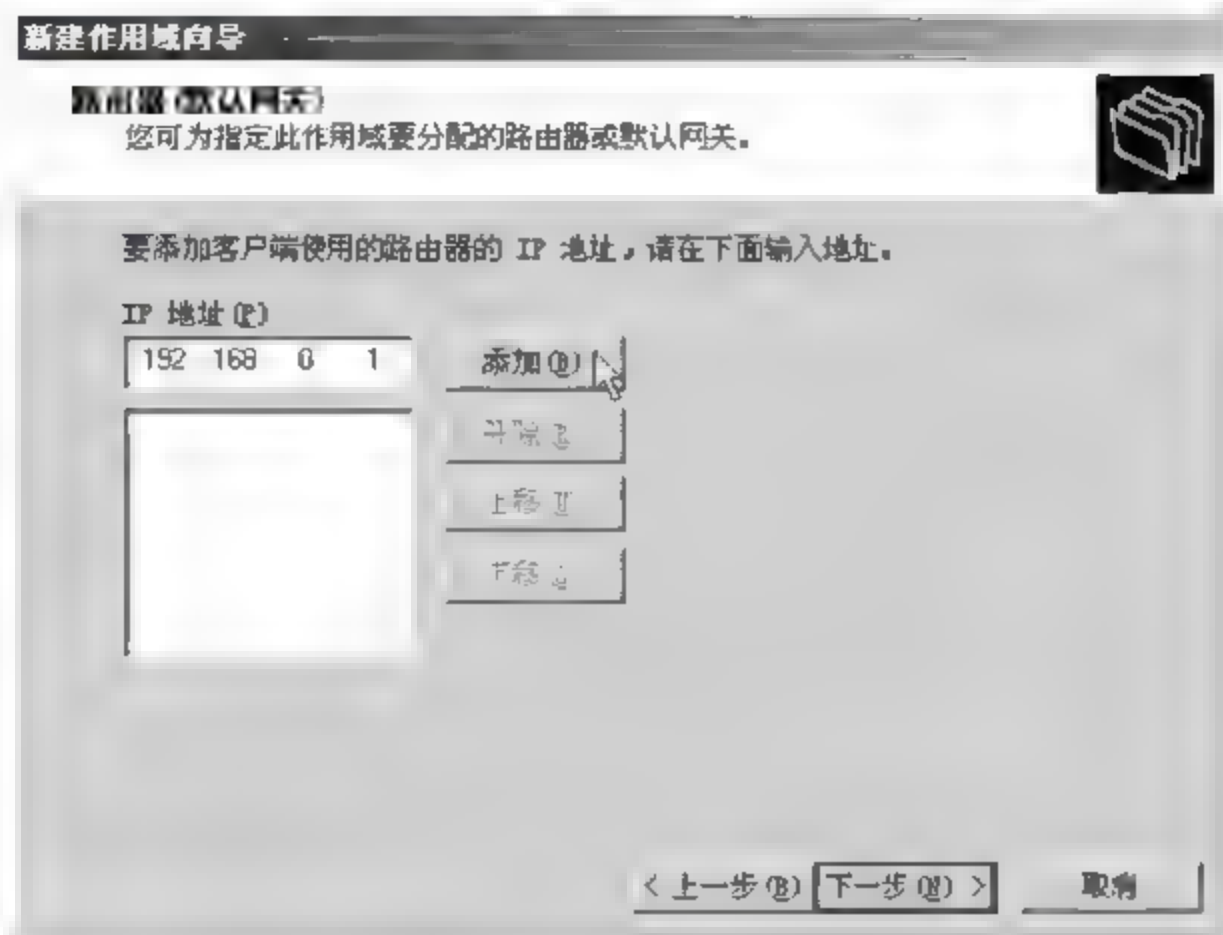 新建作用域向导
路由器(默认网关)
您可为指定此作用域要分配的路由器或默认网关。
要添加客户端使用的路由器的 IP 地址,请在下面输入地址。
IP 地址(P)
192 168 0 1
添加(D)
上移
下移
< 上一步(B)
下一步(N) >
取消